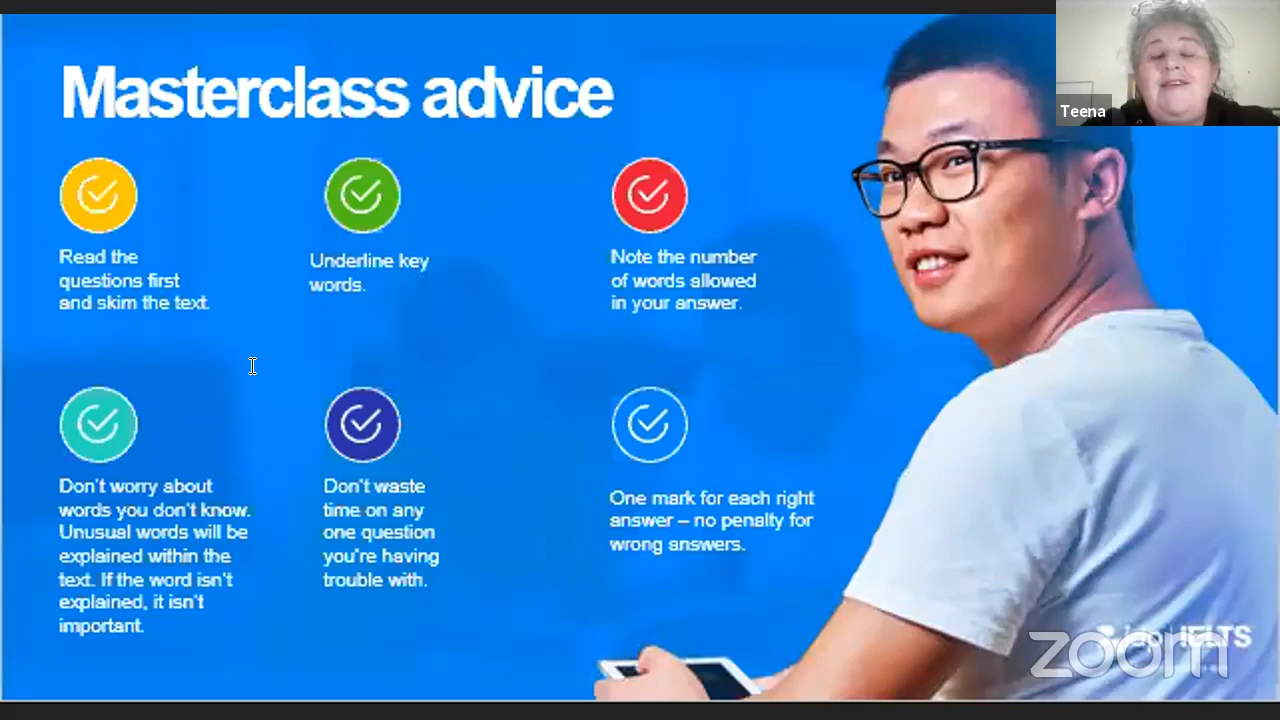 Masterclass advice
Teena
Read the
questions first
and skim the text.
Underline key
words.
Note the number
of words allowed
in your answer.
Don't worry about
words you don't know.
Unusual words will be
explained within the
text. If the word isn't
explained, it isn't
important.
Don't waste
time on any
one question
you're having
trouble with.
One mark for each right
answer – no penalty for
wrong answers.
idp IELTS
zoom